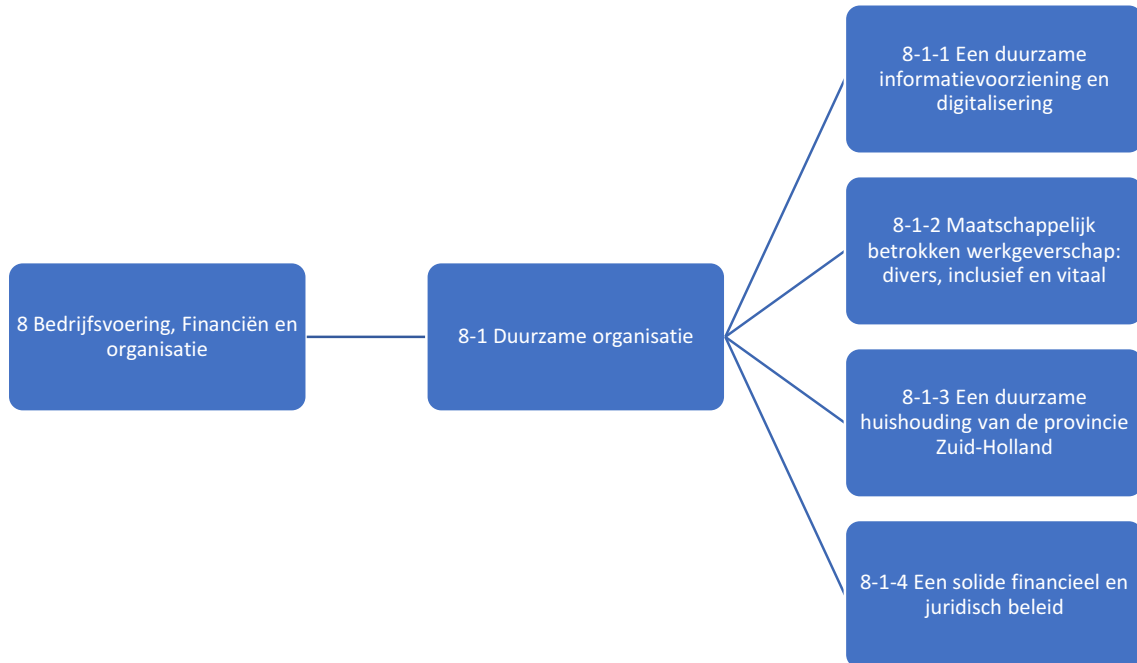 8 Bedrijfsvoering, Financiën en
organisatie
8-1 Duurzame organisatie
8-1-1 Een duurzame
informatievoorziening en
digitalisering
8-1-2 Maatschappelijk
betrokken werkgeverschap:
divers, inclusief en vitaal
8-1-3 Een duurzame
huishouding van de provincie
Zuid-Holland
8-1-4 Een solide financieel en
juridisch beleid